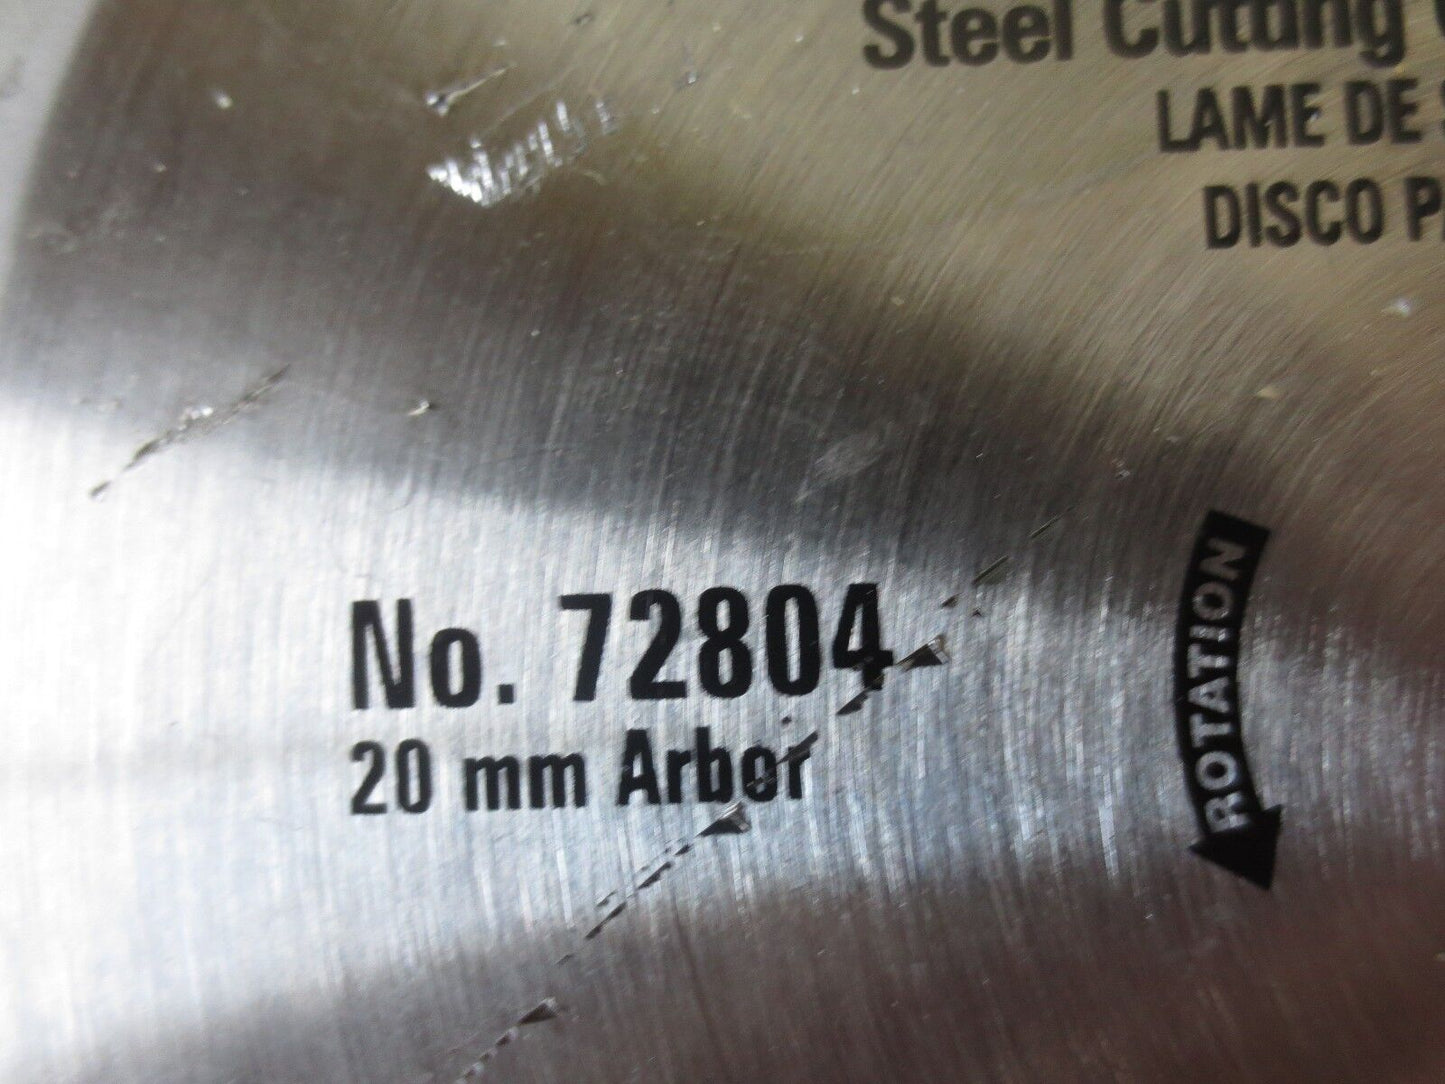 Steel Cutting
LAME DE
DISCO
No. 72804
20 mm Arbor
ROTATION